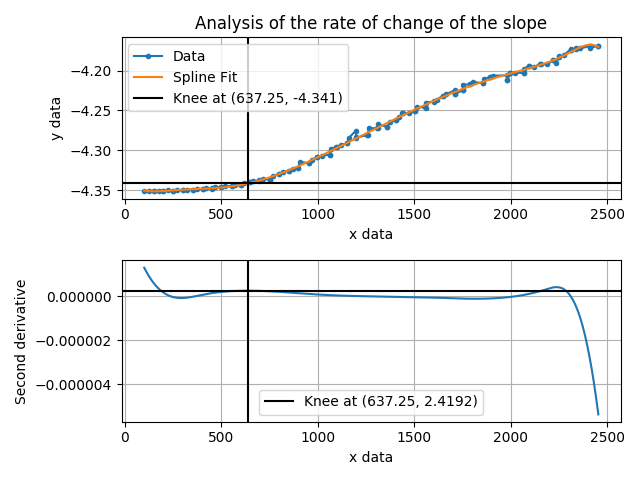 Analysis of the rate of change of the slope
Data
Spline Fit
Knee at (637.25, -4.341)
−4.20
−4.25
−4.30
−4.35
y data
0
500
1000
1500
2000
2500
x data
0.000000
−0.000002
−0.000004
Second derivative
Knee at (637.25, 2.4192)
0
500
1000
1500
2000
2500
x data